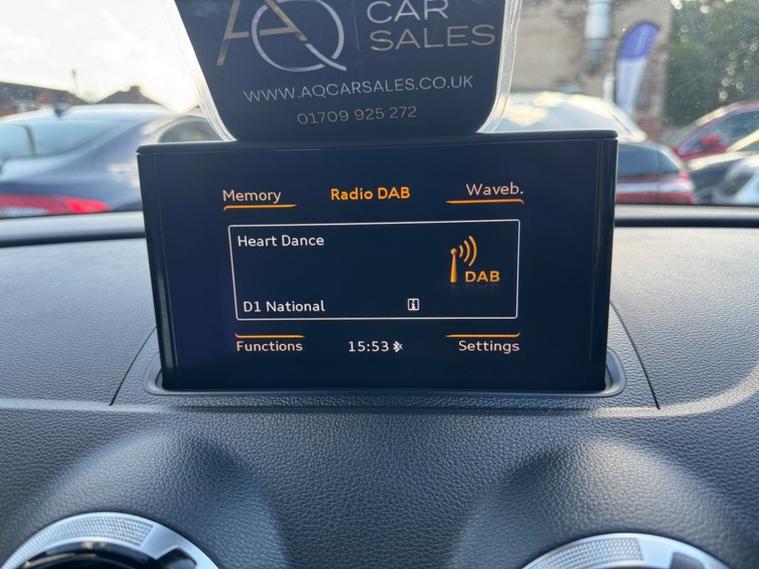 AQ CAR
SALES
WWW.AQCARSALES.CO.UK
01709 925 272
Memory Radio DAB Waveb.
Heart Dance
DAB
D1 National i
Functions 15:53 Settings